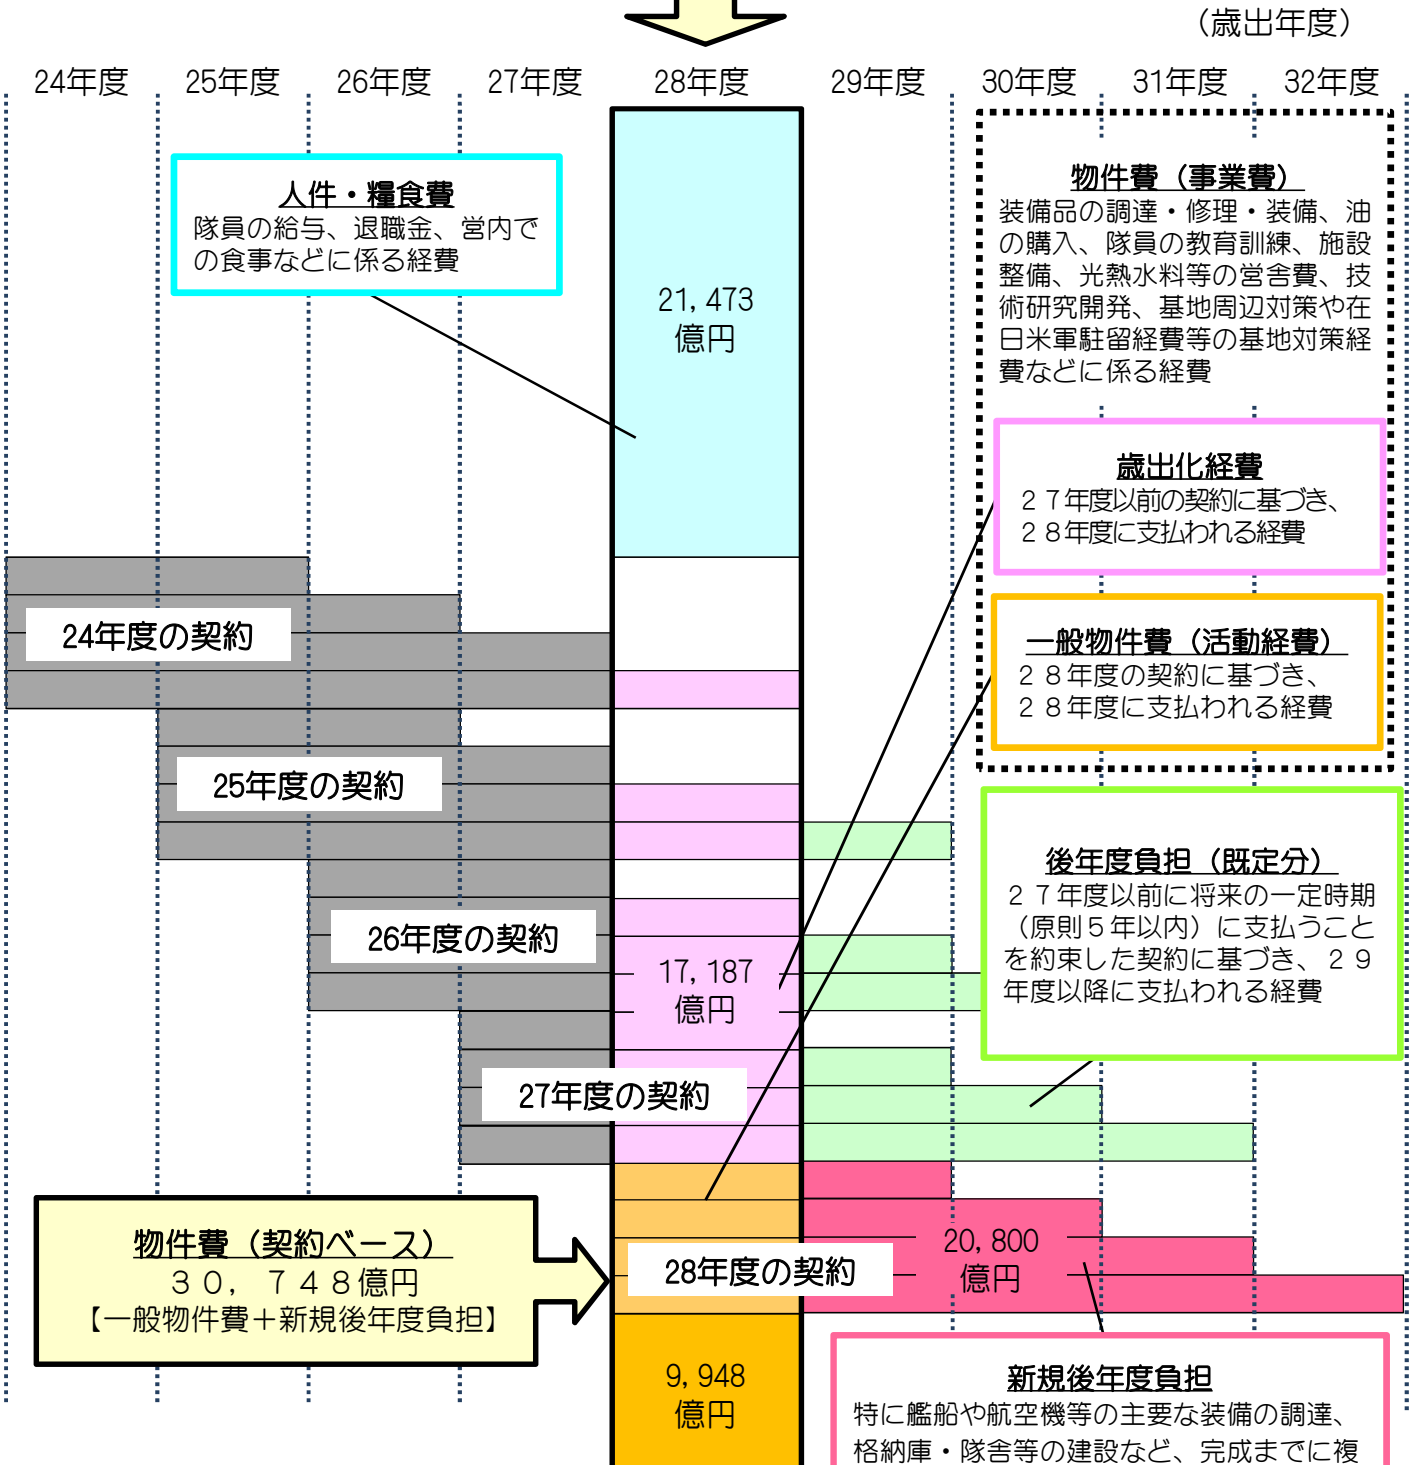 （歳出年度）
24年度 25年度 26年度 27年度 28年度 29年度 30年度 31年度 32年度
人件・糧食費
隊員の給与、退職金、営内で
の食事などに係る経費
21,473
億円
物件費（事業費）
装備品の調達・修理・装備、油
の購入、隊員の教育訓練、施設
整備、光熱水料等の営舎費、技
術研究開発、基地周辺対策や在
日米軍駐留経費等の基地対策経
費などに係る経費
歳出化経費
２７年度以前の契約に基づき、
２８年度に支払われる経費
一般物件費（活動経費）
２８年度の契約に基づき、
２８年度に支払われる経費
24年度の契約
25年度の契約
26年度の契約
17,187
億円
後年度負担（既定分）
２７年度以前に将来の一定時期
（原則５年以内）に支払うこと
を約束した契約に基づき、２９
年度以降に支払われる経費
27年度の契約
物件費（契約ベース）
３０，７４８億円
【一般物件費＋新規後年度負担】
28年度の契約
20,800
億円
9,948
億円
新規後年度負担
特に艦船や航空機等の主要な装備の調達、
格納庫・隊舎等の建設など、完成までに複